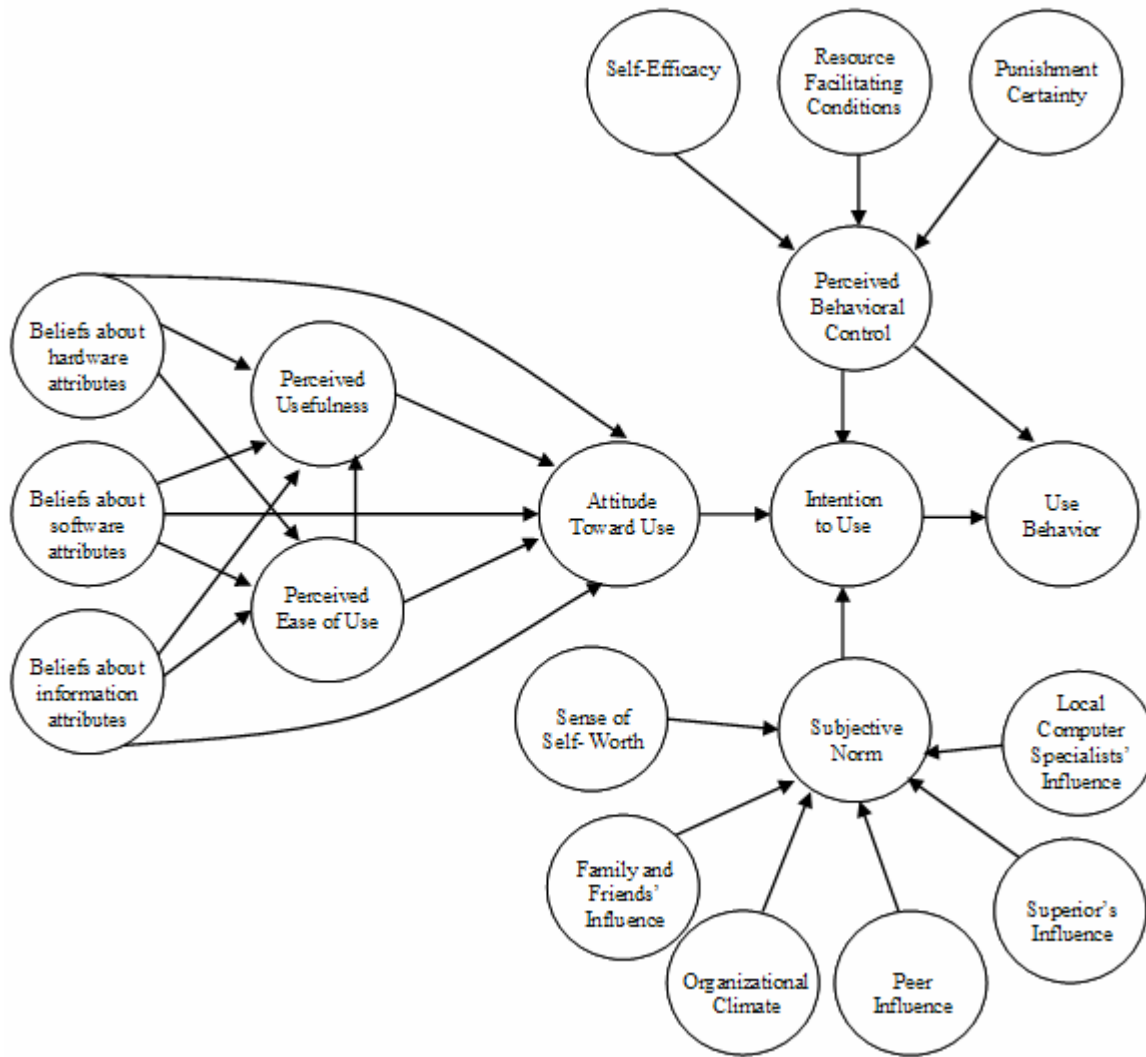 Self-Efficacy
Resource
Facilitating
Conditions
Punishment
Certainty
Perceived
Behavioral
Control
Beliefs about
hardware
attributes
Perceived
Usefulness
Beliefs about
software
attributes
Attitude
Toward Use
Intention
to Use
Use
Behavior
Perceived
Ease of Use
Beliefs about
information
attributes
Sense of
Self- Worth
Subjective
Norm
Local
Computer
Specialists’
Influence
Family and
Friends’
Influence
Superior’s
Influence
Organizational
Climate
Peer
Influence